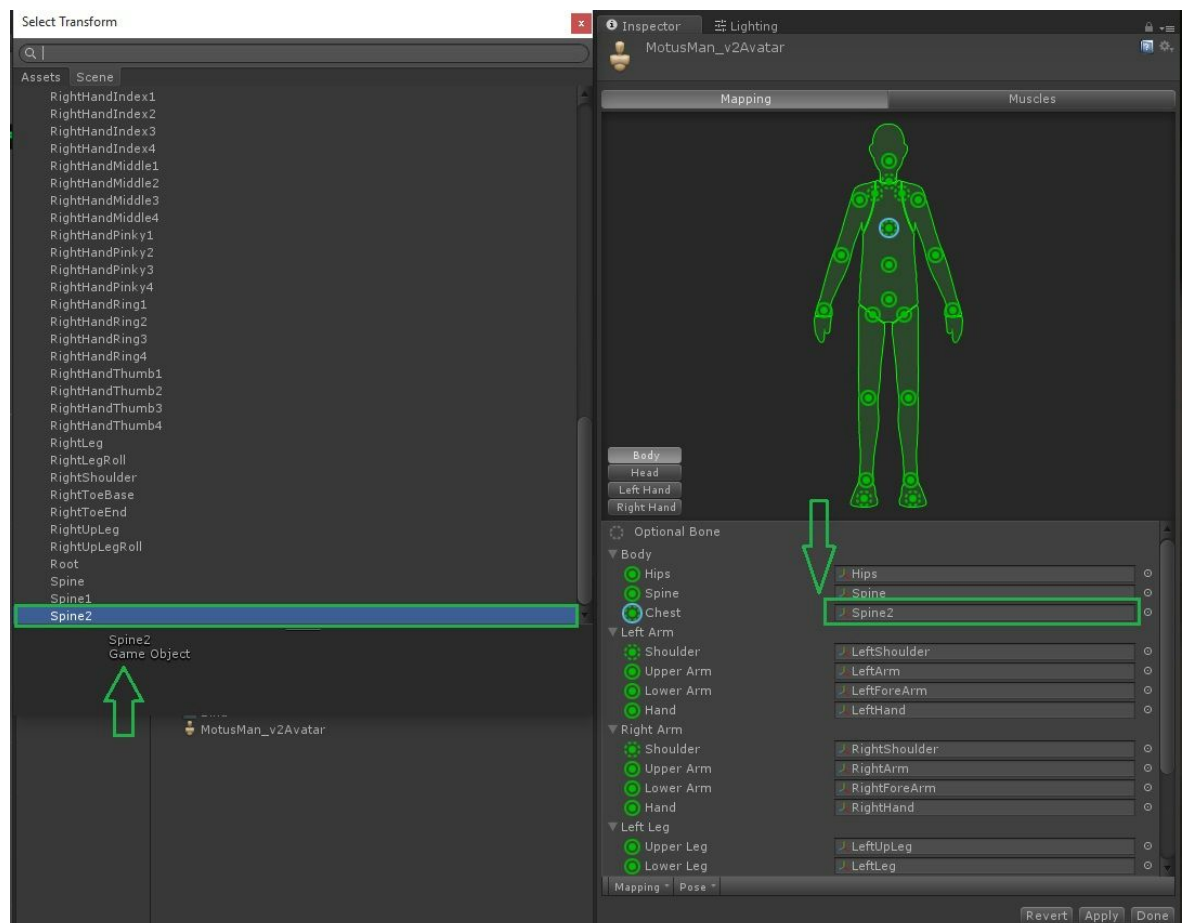 Select Transform
x
Assets Scene
RightHandIndex1
RightHandIndex2
RightHandIndex3
RightHandIndex4
RightHandMiddle1
RightHandMiddle2
RightHandMiddle3
RightHandMiddle4
RightHandPinky1
RightHandPinky2
RightHandPinky3
RightHandPinky4
RightHandRing1
RightHandRing2
RightHandRing3
RightHandRing4
RightHandThumb1
RightHandThumb2
RightHandThumb3
RightHandThumb4
RightLeg
RightLegRoll
RightShoulder
RightToeBase
RightToeEnd
RightUpLeg
RightUpLegRoll
Root
Spine
Spine1
Spine2
Spine2
Game Object
MotusMan_v2Avatar
Inspector Lighting
MotusMan_v2Avatar
Mapping Muscles
Body
Head
Left Hand
Right Hand
Optional Bone
Body
Hips Hips
Spine Spine
Chest Spine2
Left Arm
Shoulder LeftShoulder
Upper Arm LeftArm
Lower Arm LeftForeArm
Hand LeftHand
Right Arm
Shoulder RightShoulder
Upper Arm RightArm
Lower Arm RightForeArm
Hand RightHand
Left Leg
Upper Leg LeftUpLeg
Lower Leg LeftLeg
Mapping Pose
Revert Apply Done